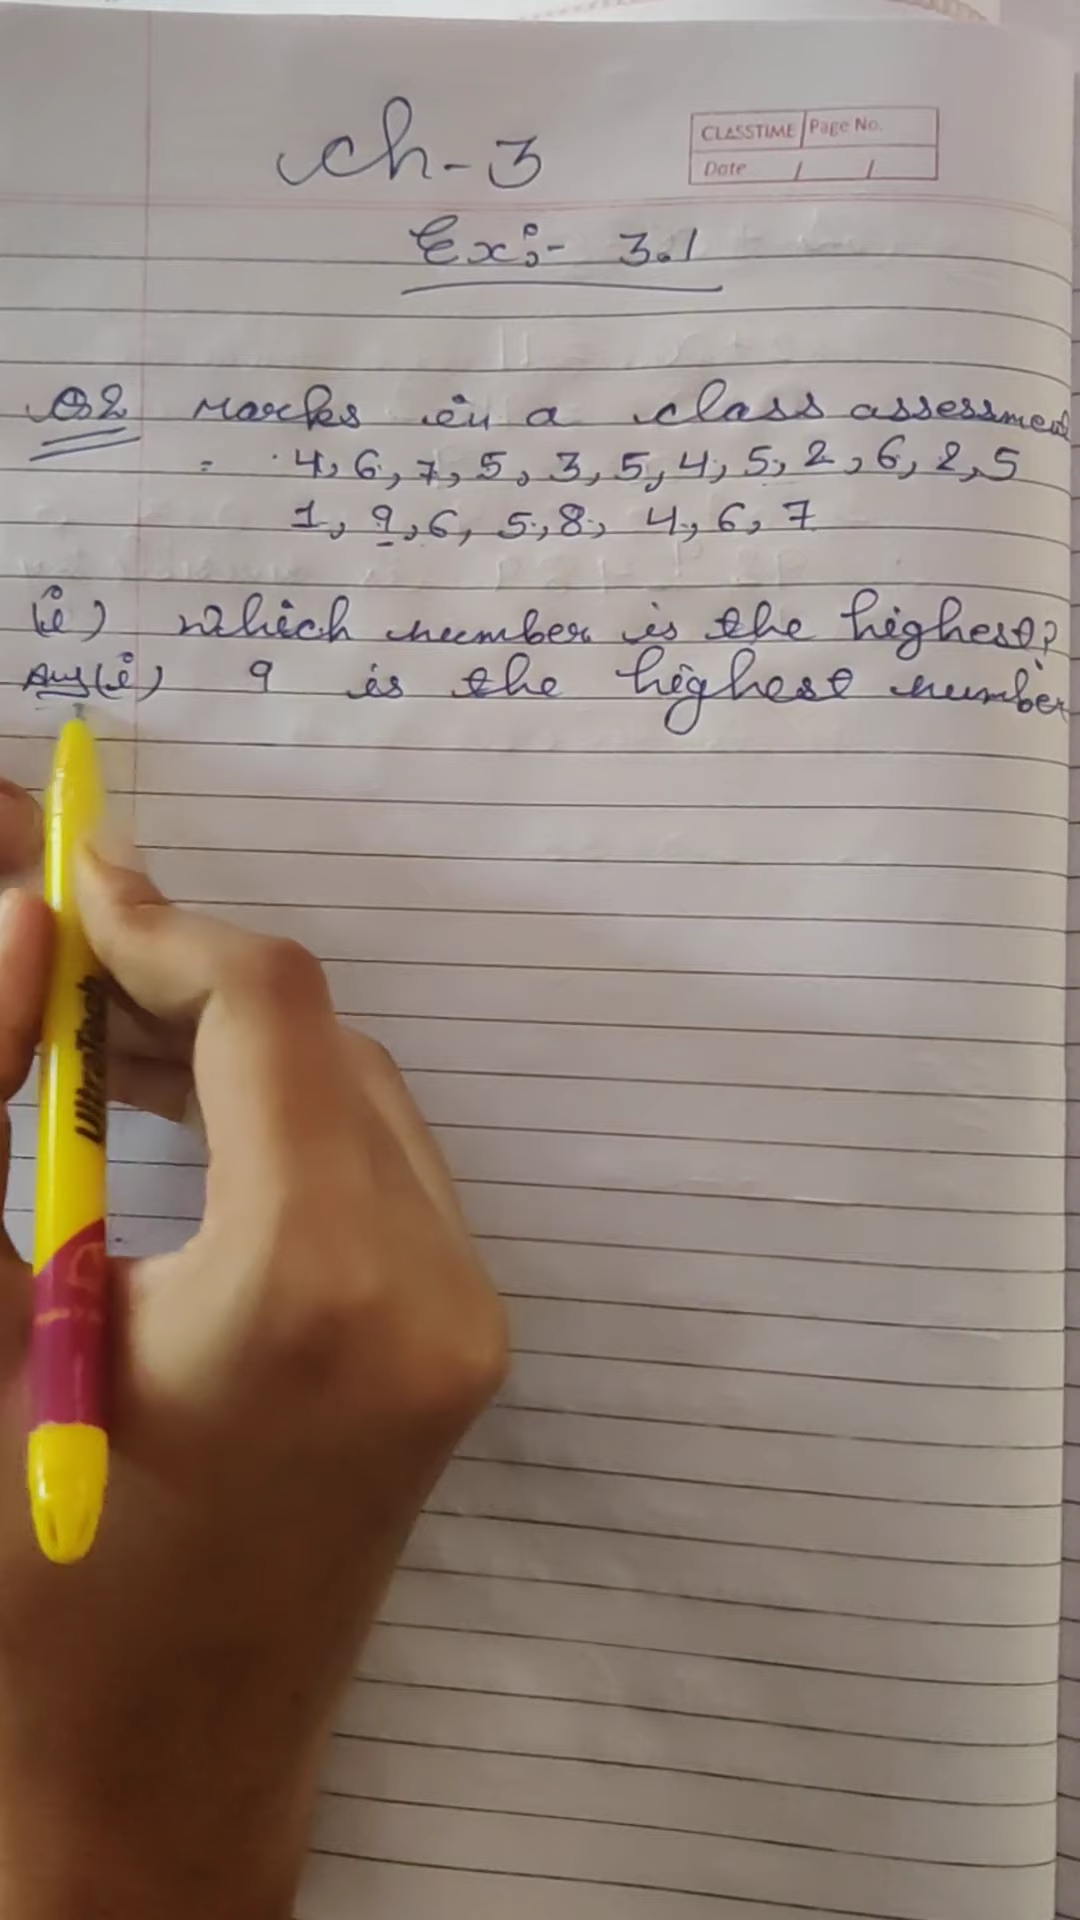 ch-3
CLASSTIME Page No.
Date / /
Ex:- 3.1
Q2 Marks in a class assessment
= 4, 6, 7, 5, 3, 5, 4, 5, 2, 6, 2, 5
1, 9, 6, 5, 8, 4, 6, 7
(i) Which number is the highest?
Ans(i) 9 is the highest number
UltraTech